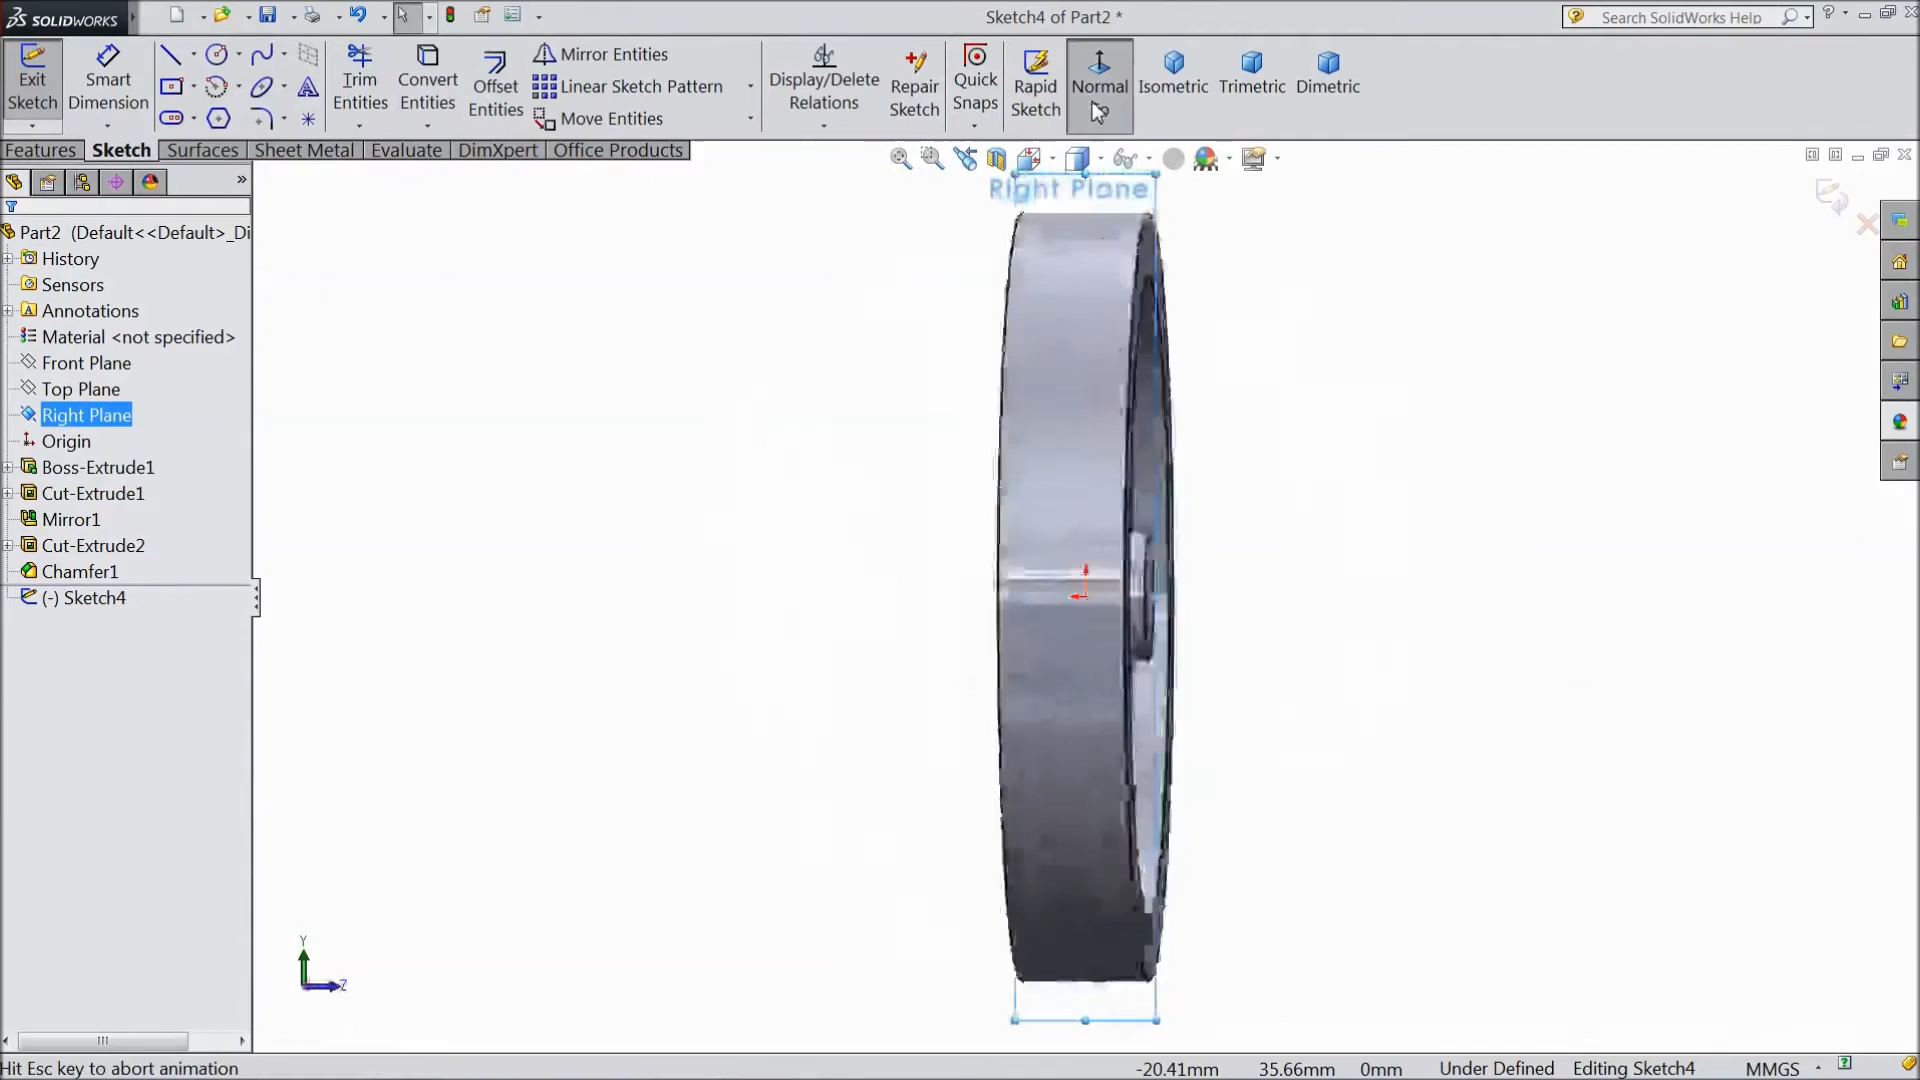 SOLIDWORKS
Sketch4 of Part2 *
Search SolidWorks Help
Exit Sketch
Smart Dimension
Trim Entities
Convert Entities
Offset Entities
Mirror Entities
Linear Sketch Pattern
Move Entities
Display/Delete Relations
Repair Sketch
Quick Snaps
Rapid Sketch
Normal
Isometric
Trimetric
Dimetric
Features
Sketch
Surfaces
Sheet Metal
Evaluate
DimXpert
Office Products
Right Plane
Part2 (Default<<Default>_Di
History
Sensors
Annotations
Material <not specified>
Front Plane
Top Plane
Right Plane
Origin
Boss-Extrude1
Cut-Extrude1
Mirror1
Cut-Extrude2
Chamfer1
(-) Sketch4
Y
Z
Hit Esc key to abort animation
-20.41mm
35.66mm
0mm
Under Defined
Editing Sketch4
MMGS